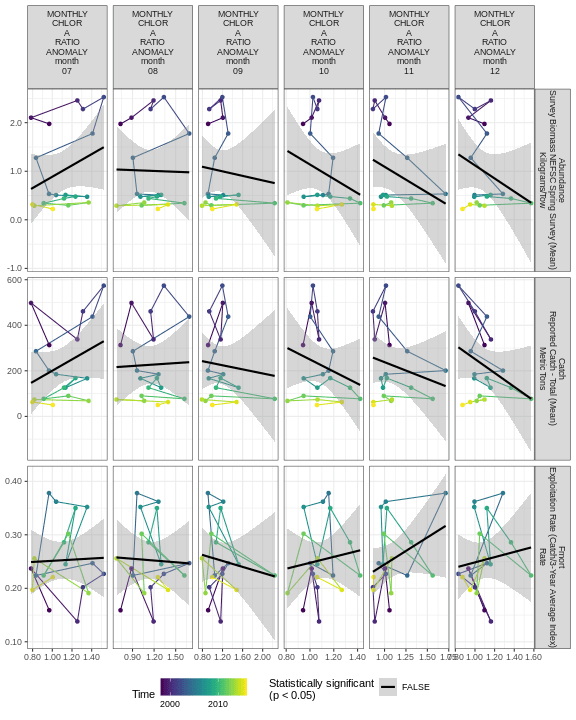 MONTHLY
CHLOR
A
RATIO
ANOMALY
month
07
MONTHLY
CHLOR
A
RATIO
ANOMALY
month
08
MONTHLY
CHLOR
A
RATIO
ANOMALY
month
09
MONTHLY
CHLOR
A
RATIO
ANOMALY
month
10
MONTHLY
CHLOR
A
RATIO
ANOMALY
month
11
MONTHLY
CHLOR
A
RATIO
ANOMALY
month
12
2.0
1.0
0.0
-1.0
Abundance
Survey Biomass NEFSC Spring Survey (Mean)
Kilograms/Tow
600
400
200
0
Catch
Reported Catch - Total (Mean)
Metric Tons
0.40
0.30
0.20
0.10
Fmort
Exploitation Rate (Catch/3-Year Average Index)
Rate
0.80 1.00 1.20 1.40
0.90 1.20 1.50
0.80 1.20 1.60 2.00
0.80 1.00 1.20 1.40
1.00 1.25 1.50 1.75
0.80 1.00 1.20 1.40 1.60
Time
2000 2010
Statistically significant
(p < 0.05)
FALSE